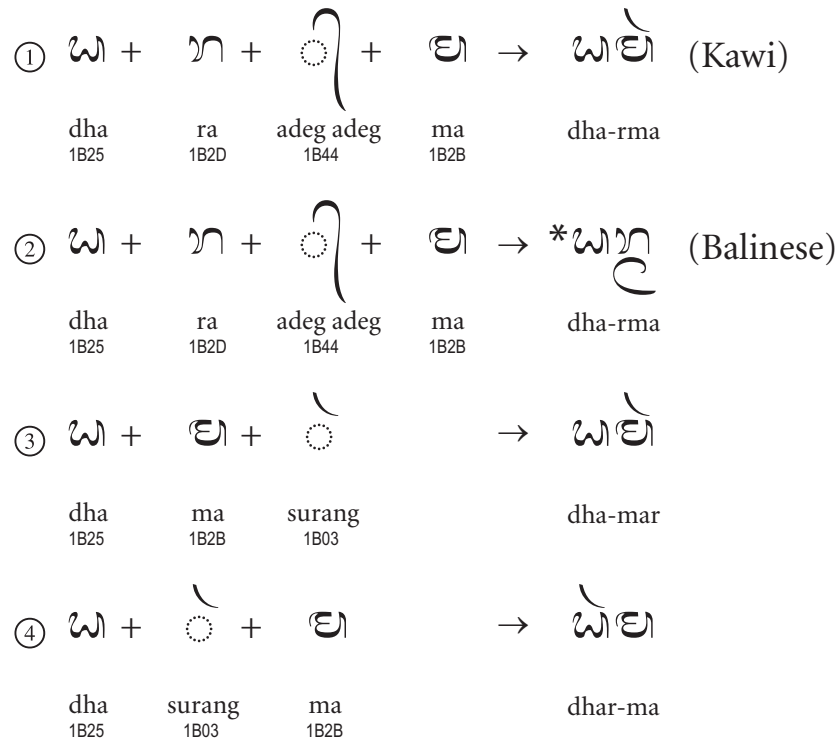 ① ᬥ + ᬭ + ◌᭄ + ᬫ → ᬥᬫᬃ (Kawi)
dha ra adeg adeg ma dha-rma
1B25 1B2D 1B44 1B2B
② ᬥ + ᬭ + ◌᭄ + ᬫ → *ᬥᬭ᭄ᬫ (Balinese)
dha ra adeg adeg ma dha-rma
1B25 1B2D 1B44 1B2B
③ ᬥ + ᬫ + ◌ᬃ → ᬥᬫᬃ
dha ma surang dha-mar
1B25 1B2B 1B03
④ ᬥ + ◌ᬃ + ᬫ → ᬥᬃᬫ
dha surang ma dhar-ma
1B25 1B03 1B2B